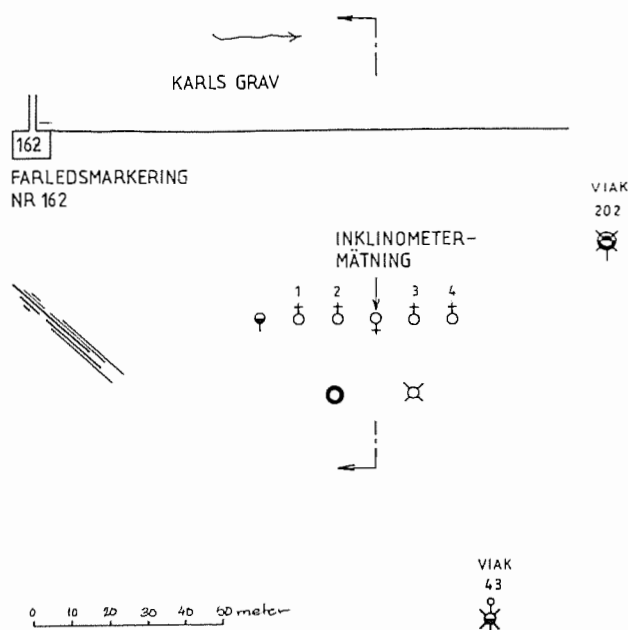 KARLS GRAV
162
FARLEDSMARKERING
NR 162
VIAK
202
INKLINOMETER-
MÄTNING
1 2 3 4
VIAK
43
0 10 20 30 40 50 meter